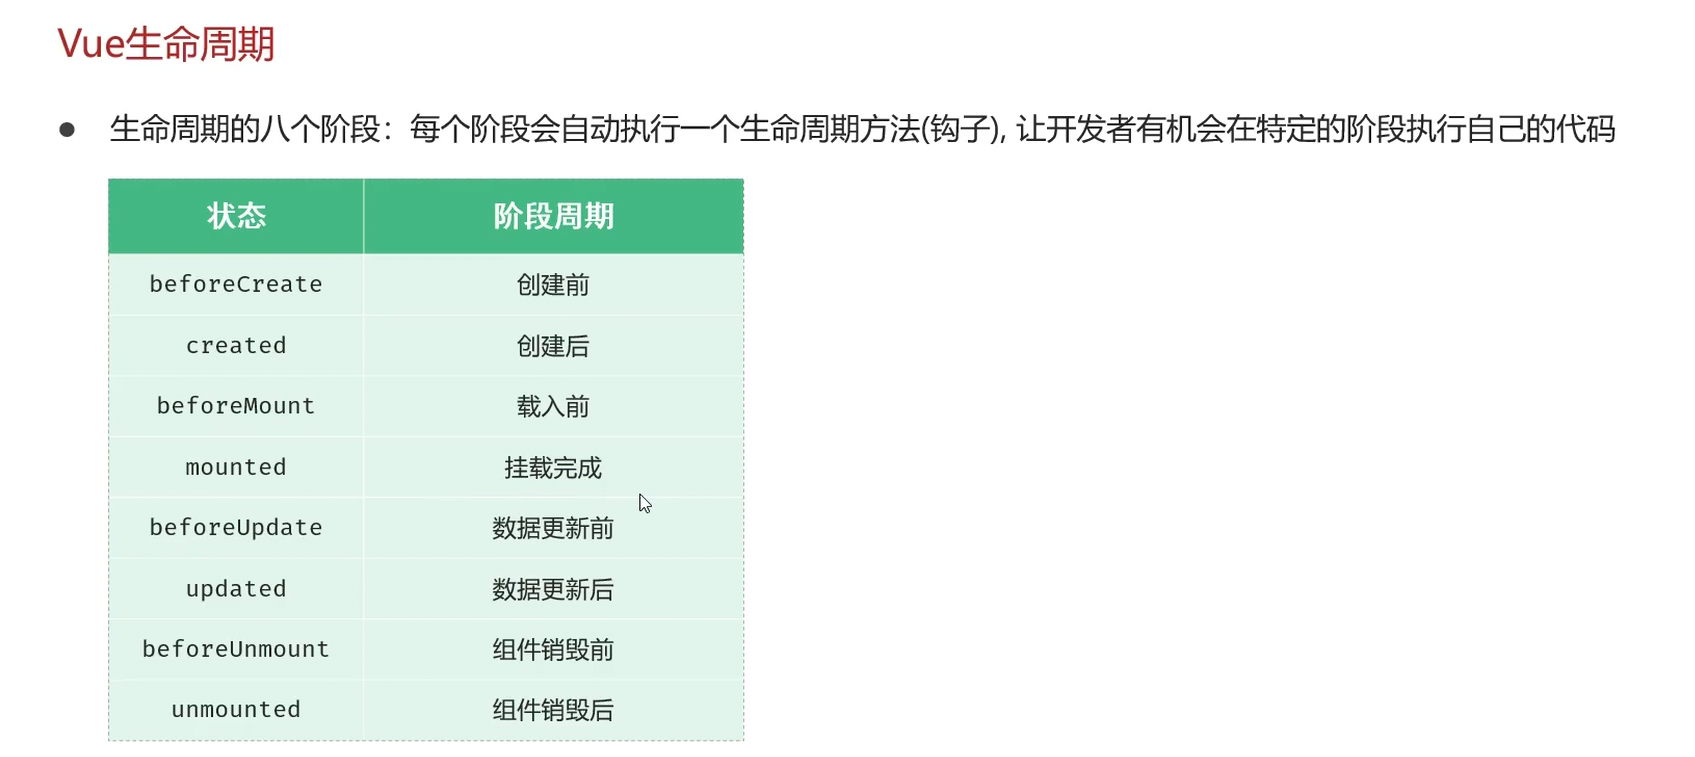 Vue生命周期
● 生命周期的八个阶段：每个阶段会自动执行一个生命周期方法(钩子), 让开发者有机会在特定的阶段执行自己的代码
状态 阶段周期
beforeCreate 创建前
created 创建后
beforeMount 载入前
mounted 挂载完成
beforeUpdate 数据更新前
updated 数据更新后
beforeUnmount 组件销毁前
unmounted 组件销毁后